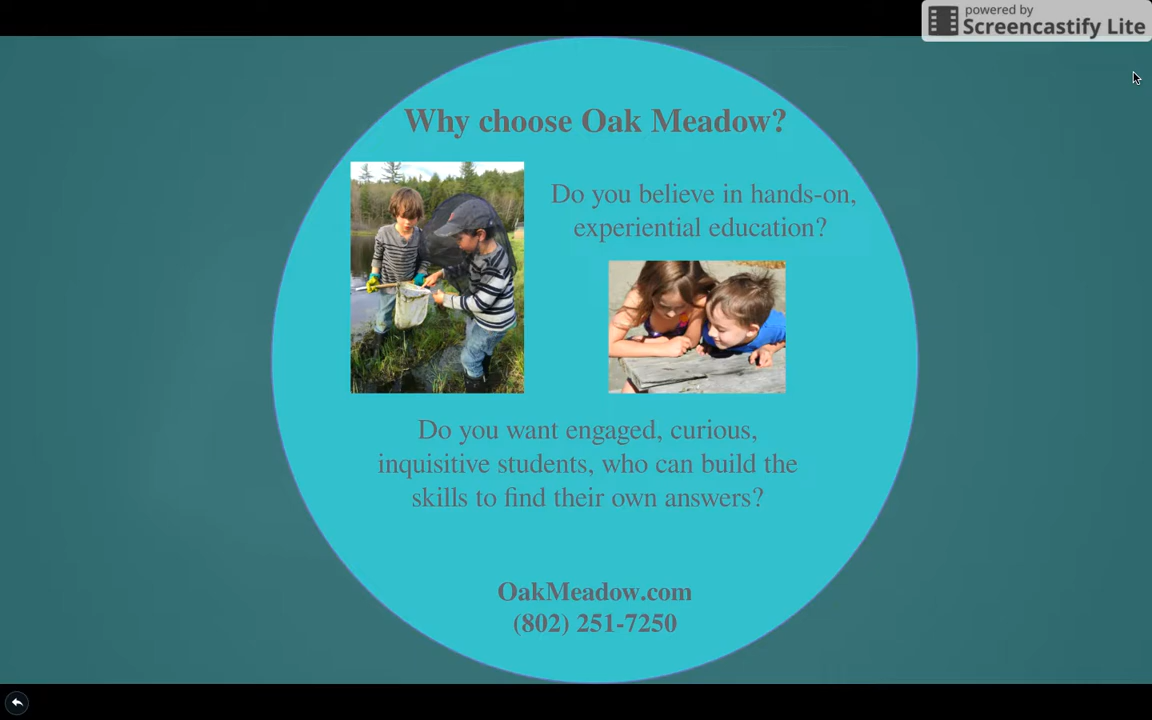 powered by
Screencastify Lite
Why choose Oak Meadow?
Do you believe in hands-on,
experiential education?
Do you want engaged, curious,
inquisitive students, who can build the
skills to find their own answers?
OakMeadow.com
(802) 251-7250